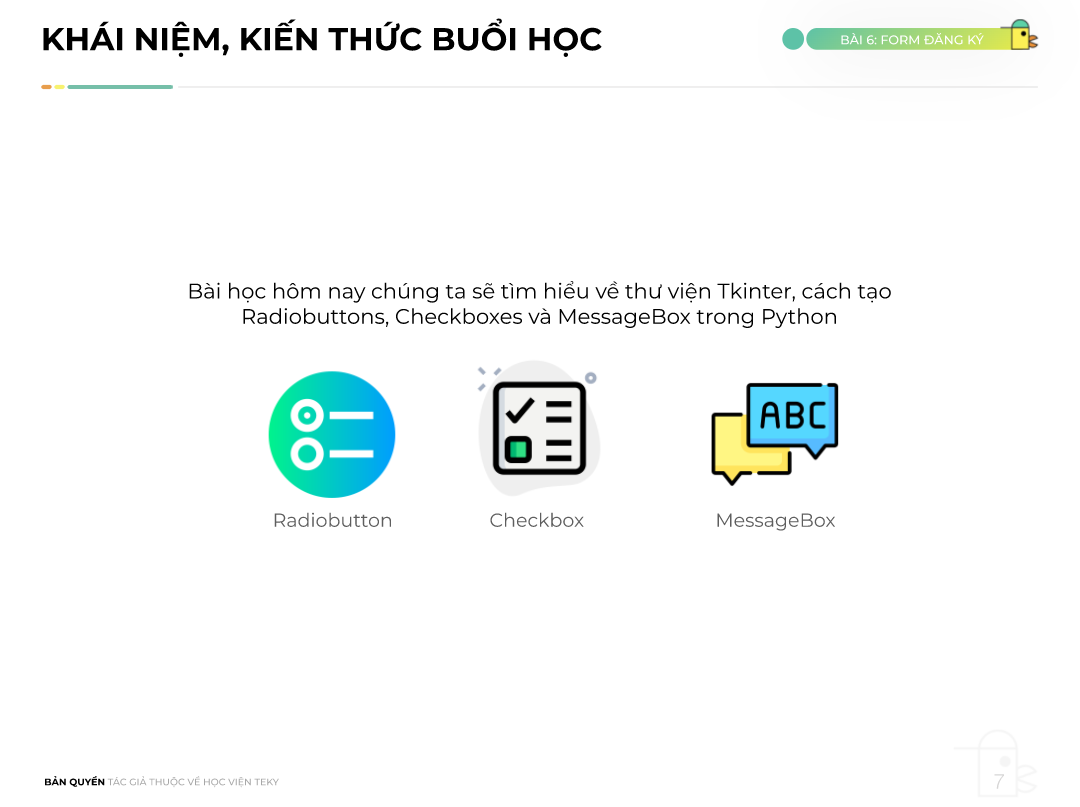 KHÁI NIỆM, KIẾN THỨC BUỔI HỌC
BÀI 6: FORM ĐĂNG KÝ
Bài học hôm nay chúng ta sẽ tìm hiểu về thư viện Tkinter, cách tạo
Radiobuttons, Checkboxes và MessageBox trong Python
ABC
Radiobutton
Checkbox
MessageBox
BẢN QUYỀN TÁC GIẢ THUỘC VỀ HỌC VIỆN TEKY
7